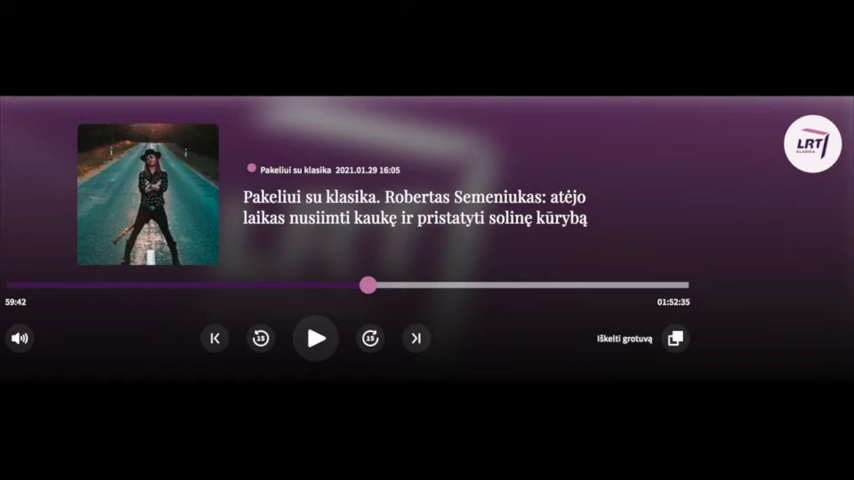 LRT
KLASIKA
Pakeliui su klasika 2021.01.29 16:05
Pakeliui su klasika. Robertas Semeniukas: atėjo
laikas nusiimti kaukę ir pristatyti solinę kūrybą
59:42
01:52:35
15
15
Iškelti grotuvą